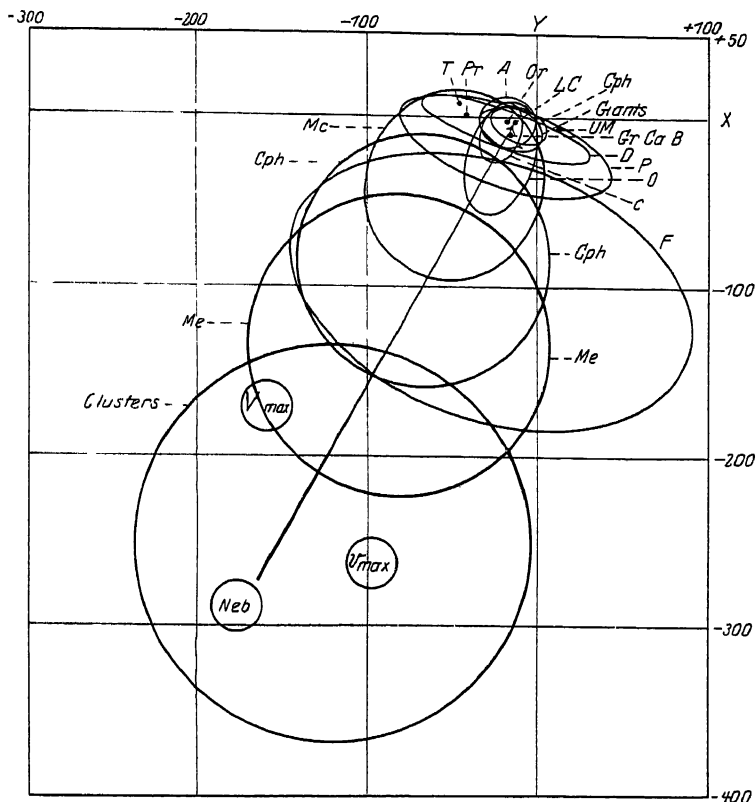 -300 -200 -100 Y +100
+50
T Pr A Or LC Cph
Giants
X
Mc UM
Gr Ca B
Cph D
P
O
c
F
Cph
-100
Me Me
Clusters
max
-200
max
Neb
-300
-400